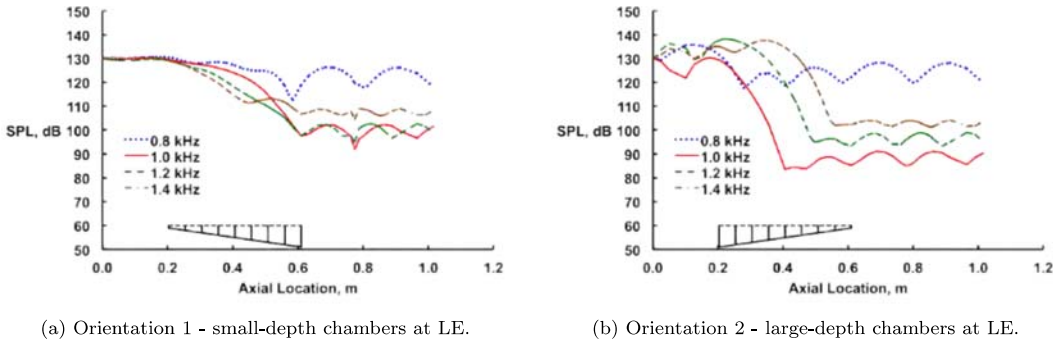 150
140
130
120
110
SPL, dB 100
90
80
70
60
50
0.8 kHz
1.0 kHz
1.2 kHz
1.4 kHz
0.0 0.2 0.4 0.6 0.8 1.0 1.2
Axial Location, m
(a) Orientation 1 - small-depth chambers at LE.
150
140
130
120
110
SPL, dB 100
90
80
70
60
50
0.8 kHz
1.0 kHz
1.2 kHz
1.4 kHz
0.0 0.2 0.4 0.6 0.8 1.0 1.2
Axial Location, m
(b) Orientation 2 - large-depth chambers at LE.